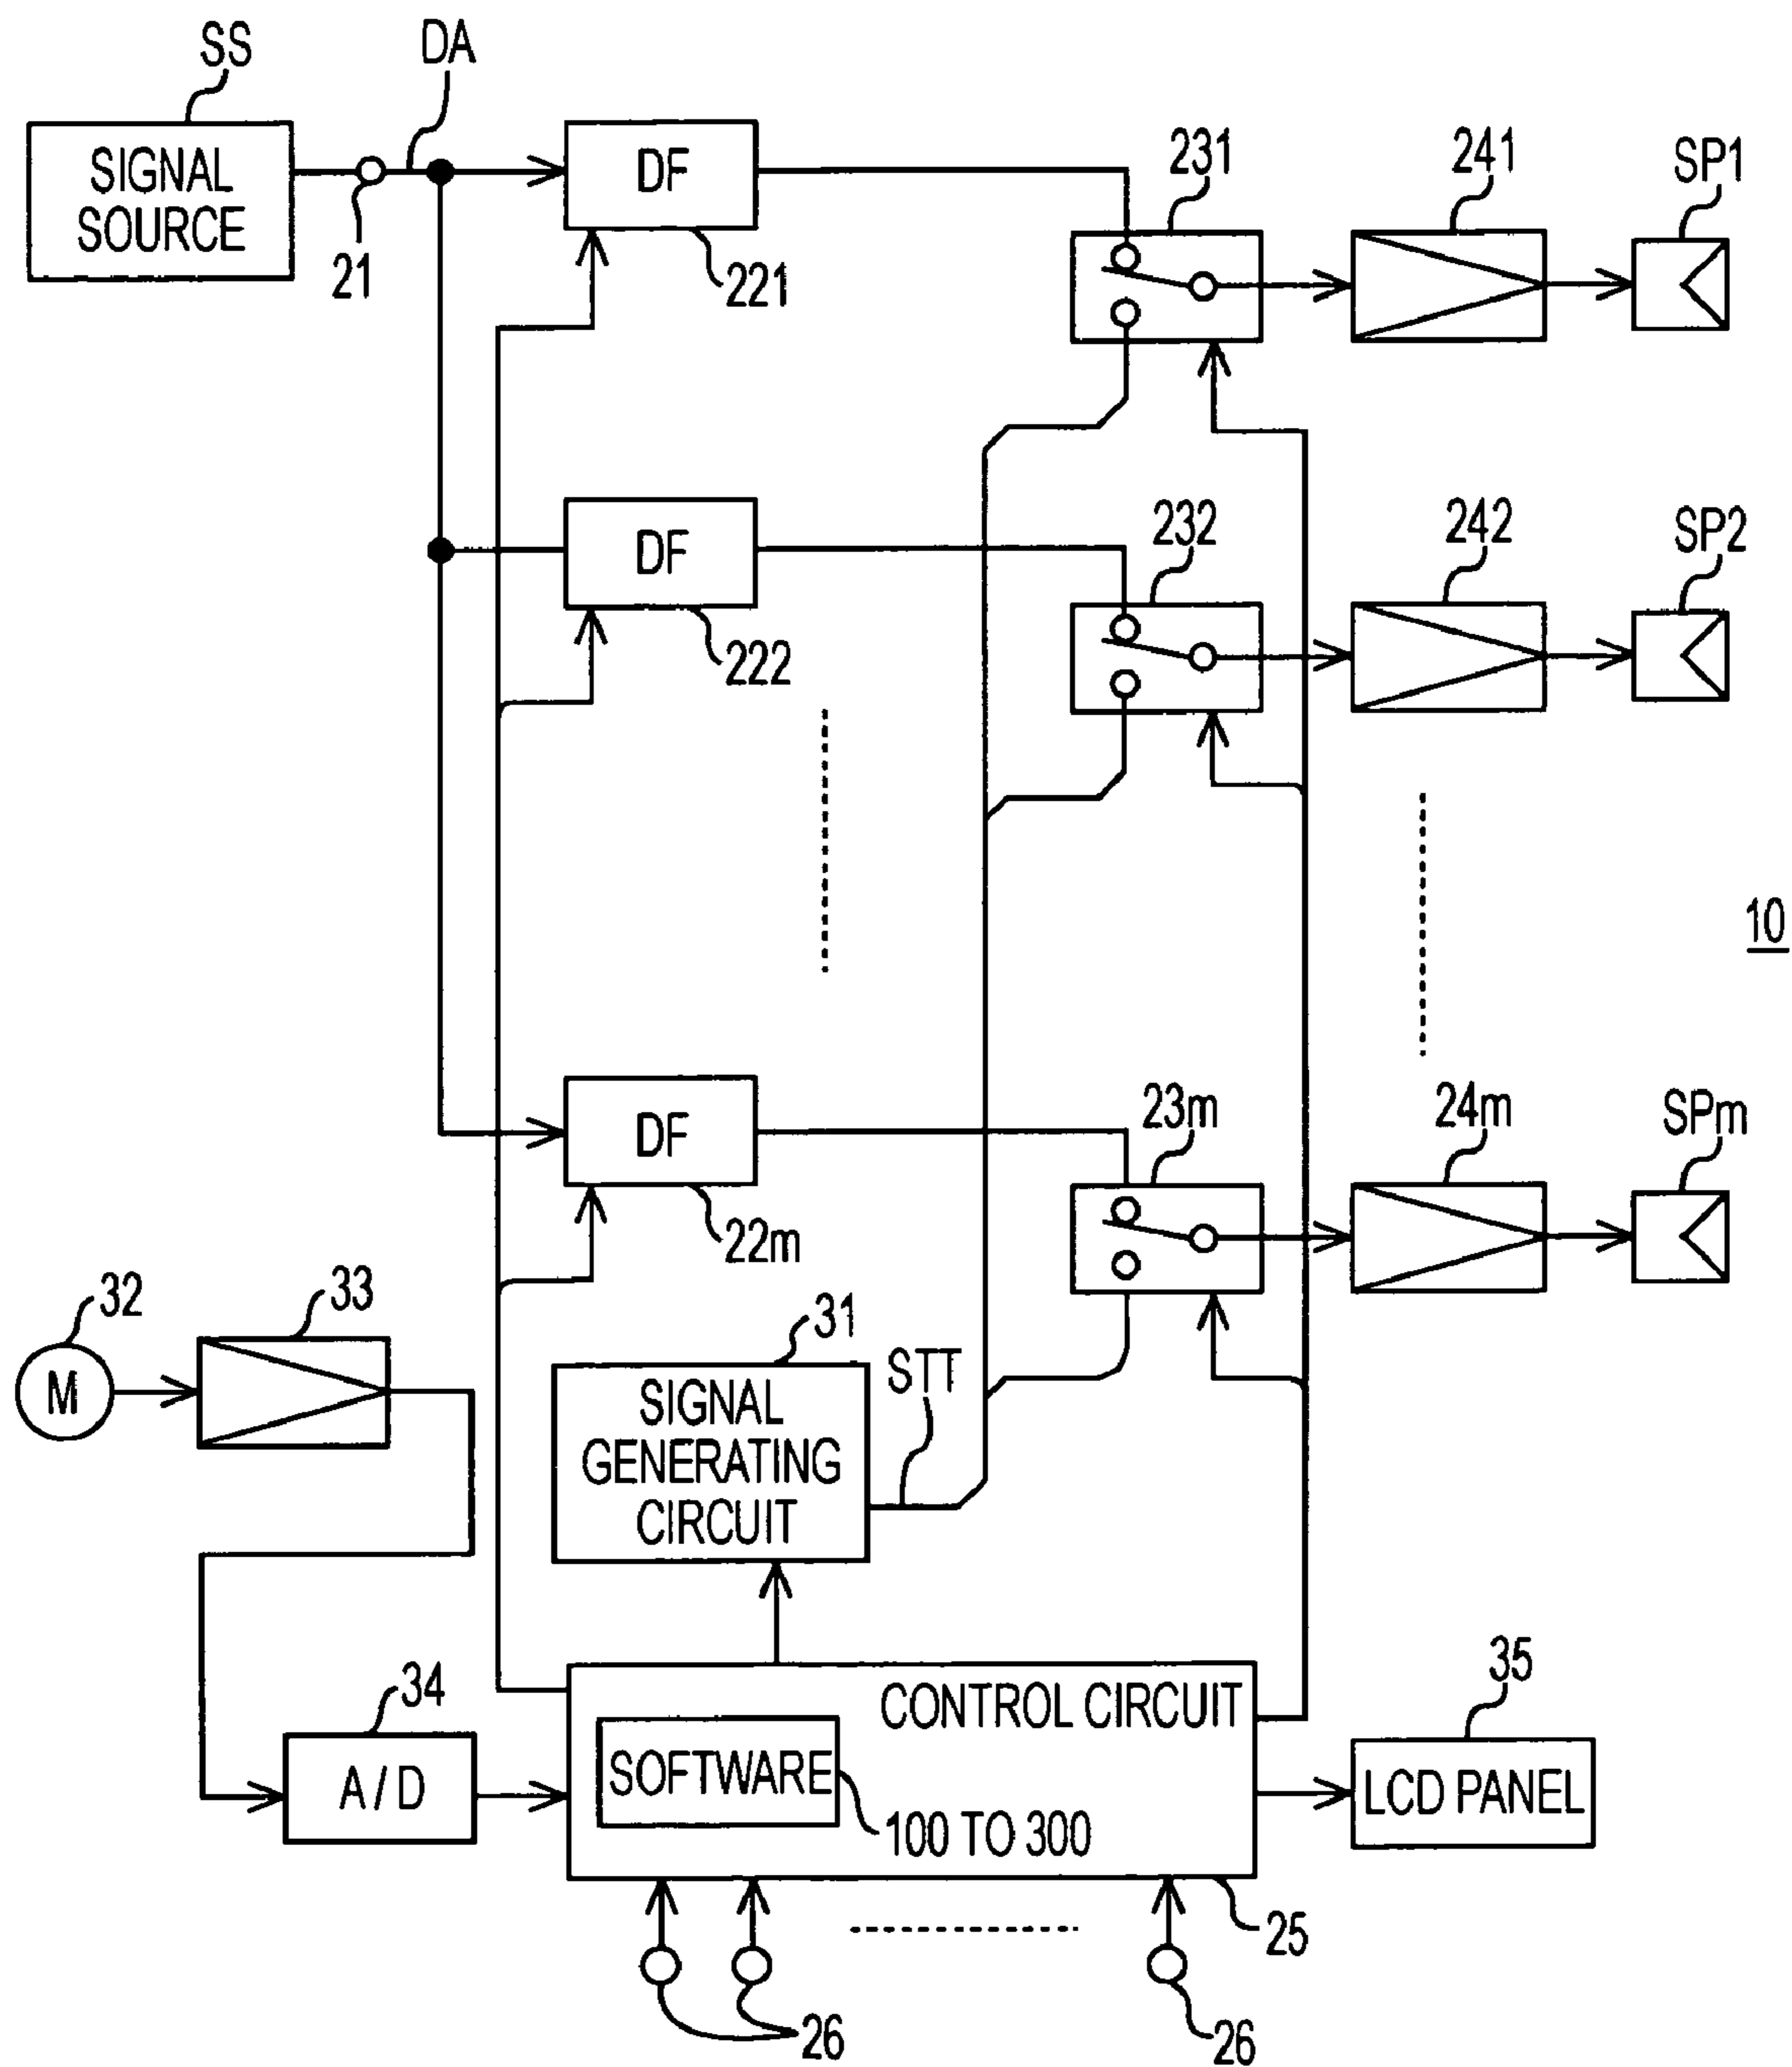 SS
DA
SIGNAL
SOURCE
21
DF
221
231
241
SP1
DF
222
232
242
SP2
10
DF
22m
23m
24m
SPm
32
M
33
31
SIGNAL
GENERATING
CIRCUIT
STT
34
A/D
CONTROL CIRCUIT
SOFTWARE
100 TO 300
35
LCD PANEL
25
26
26